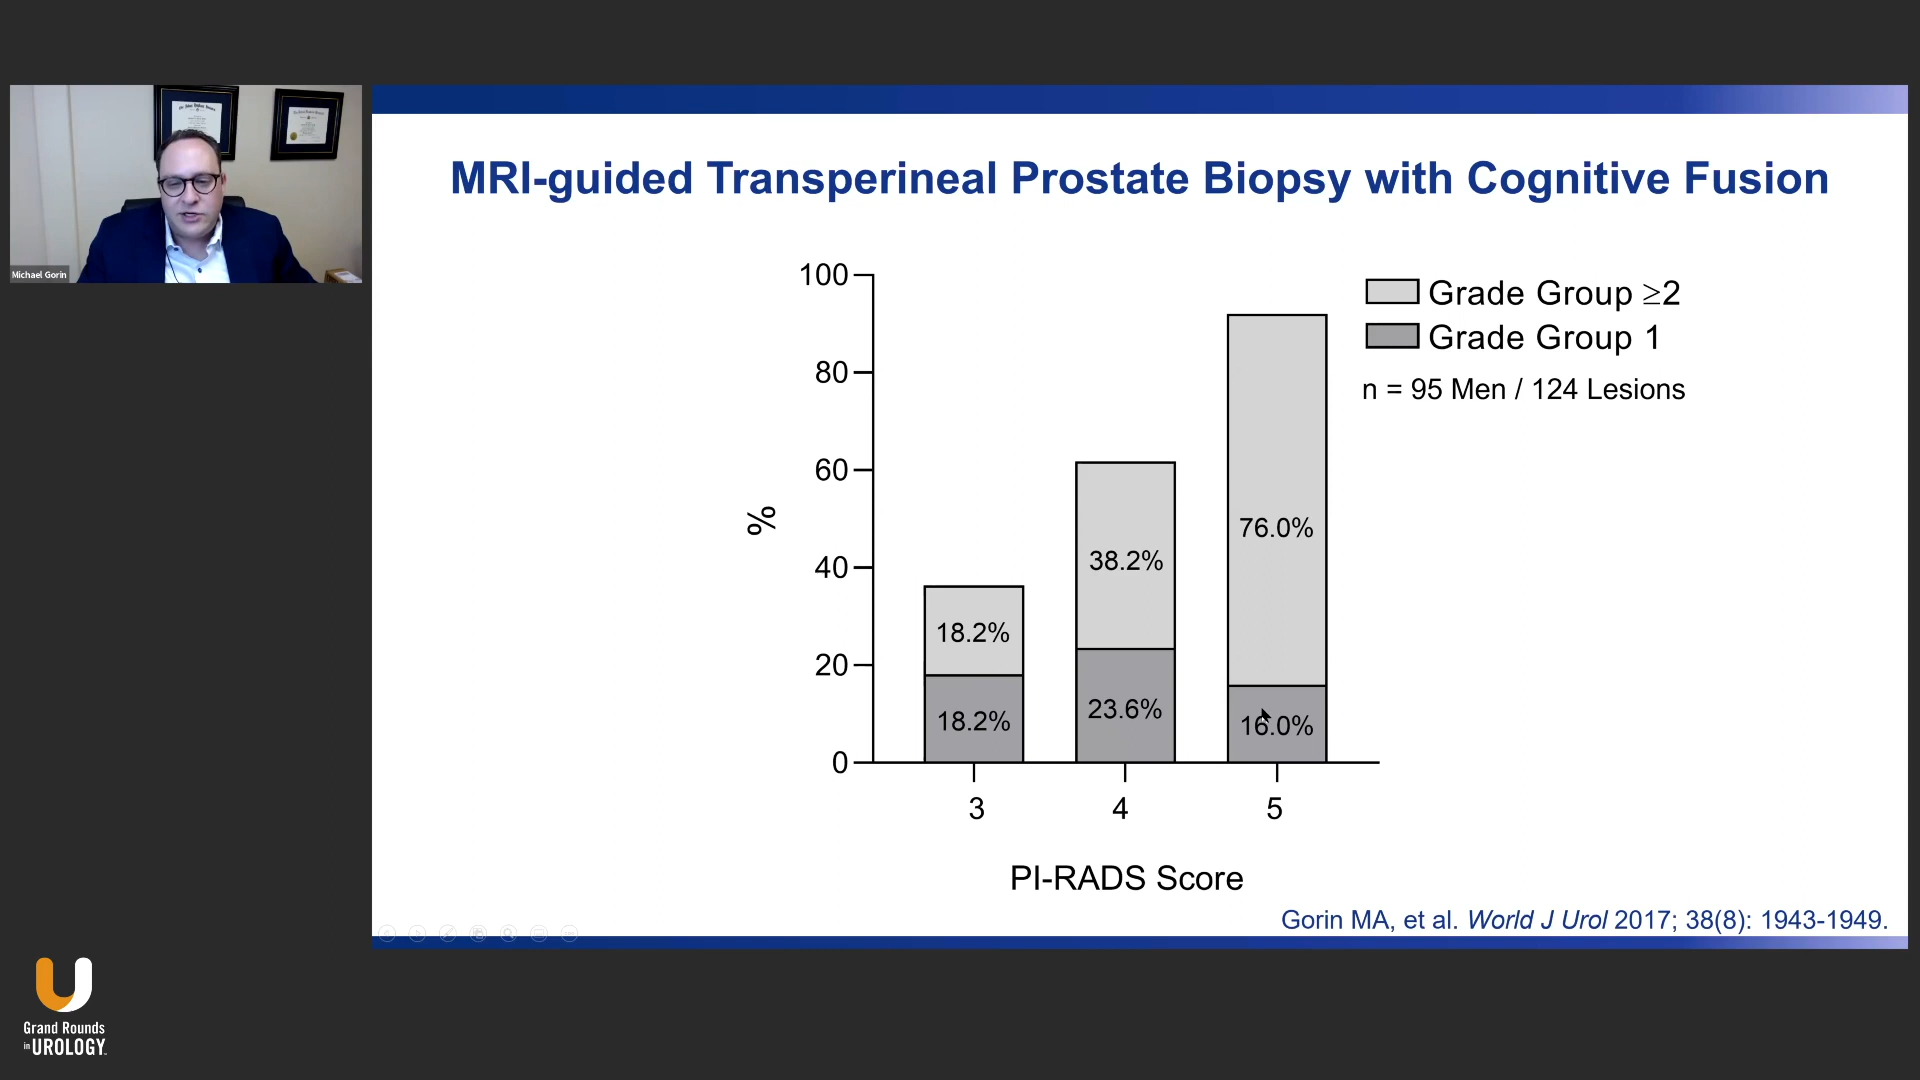 Michael Gorin
MRI-guided Transperineal Prostate Biopsy with Cognitive Fusion
100
80
60
40
20
0
%
18.2%
18.2%
38.2%
23.6%
76.0%
16.0%
3
4
5
PI-RADS Score
Grade Group ≥2
Grade Group 1
n = 95 Men / 124 Lesions
Gorin MA, et al. World J Urol 2017; 38(8): 1943-1949.
Grand Rounds
in UROLOGY